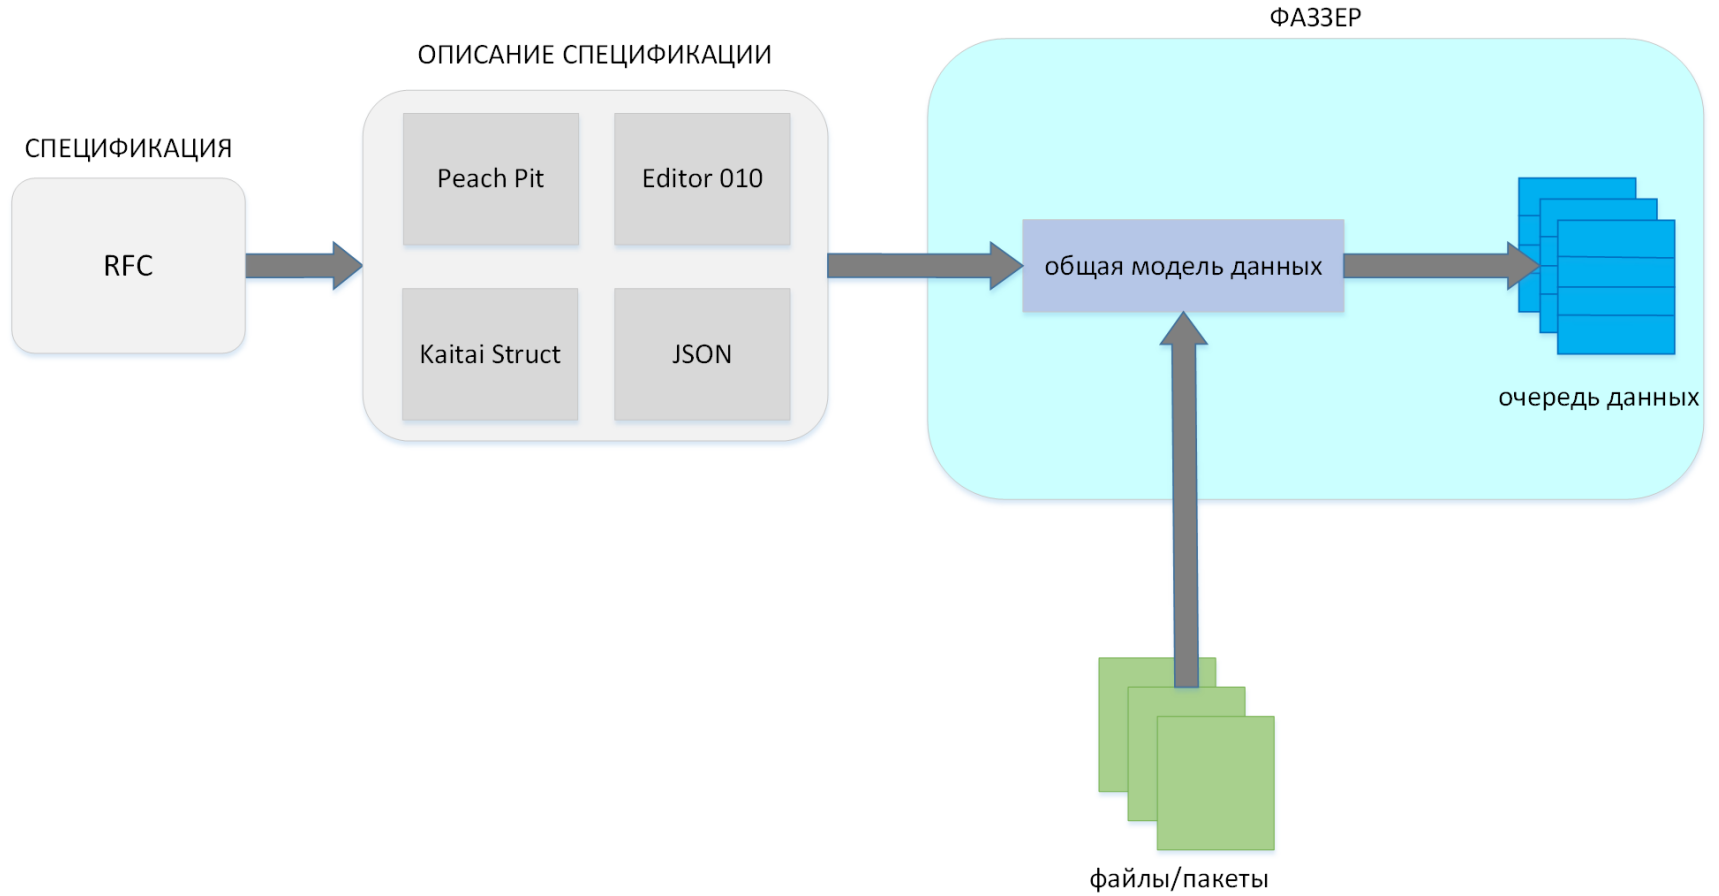 ФАЗЗЕР
ОПИСАНИЕ СПЕЦИФИКАЦИИ
СПЕЦИФИКАЦИЯ
Peach Pit
Editor 010
RFC
общая модель данных
Kaitai Struct
JSON
очередь данных
файлы/пакеты